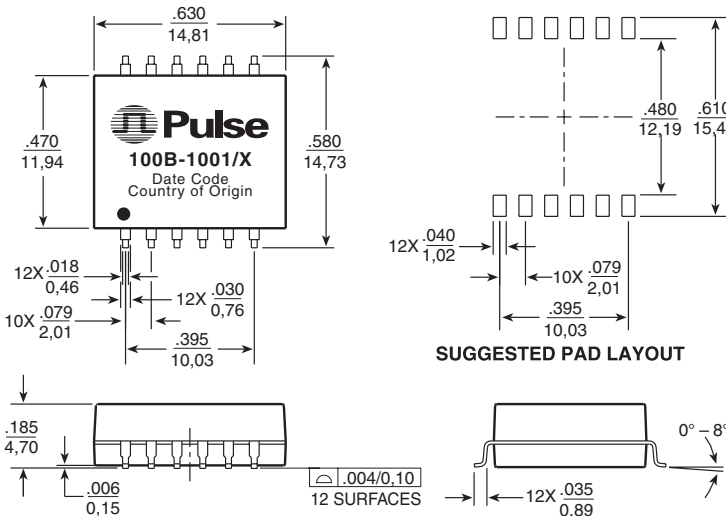 .630
14,81
.470
11,94
Pulse
100B-1001/X
Date Code
Country of Origin
.580
14,73
12X .018
0,46
12X .030
0,76
10X .079
2,01
.395
10,03
.480
12,19
.610
15,4
12X .040
1,02
10X .079
2,01
.395
10,03
SUGGESTED PAD LAYOUT
.185
4,70
.006
0,15
.004/0,10
12 SURFACES
12X .035
0.89
0° – 8°